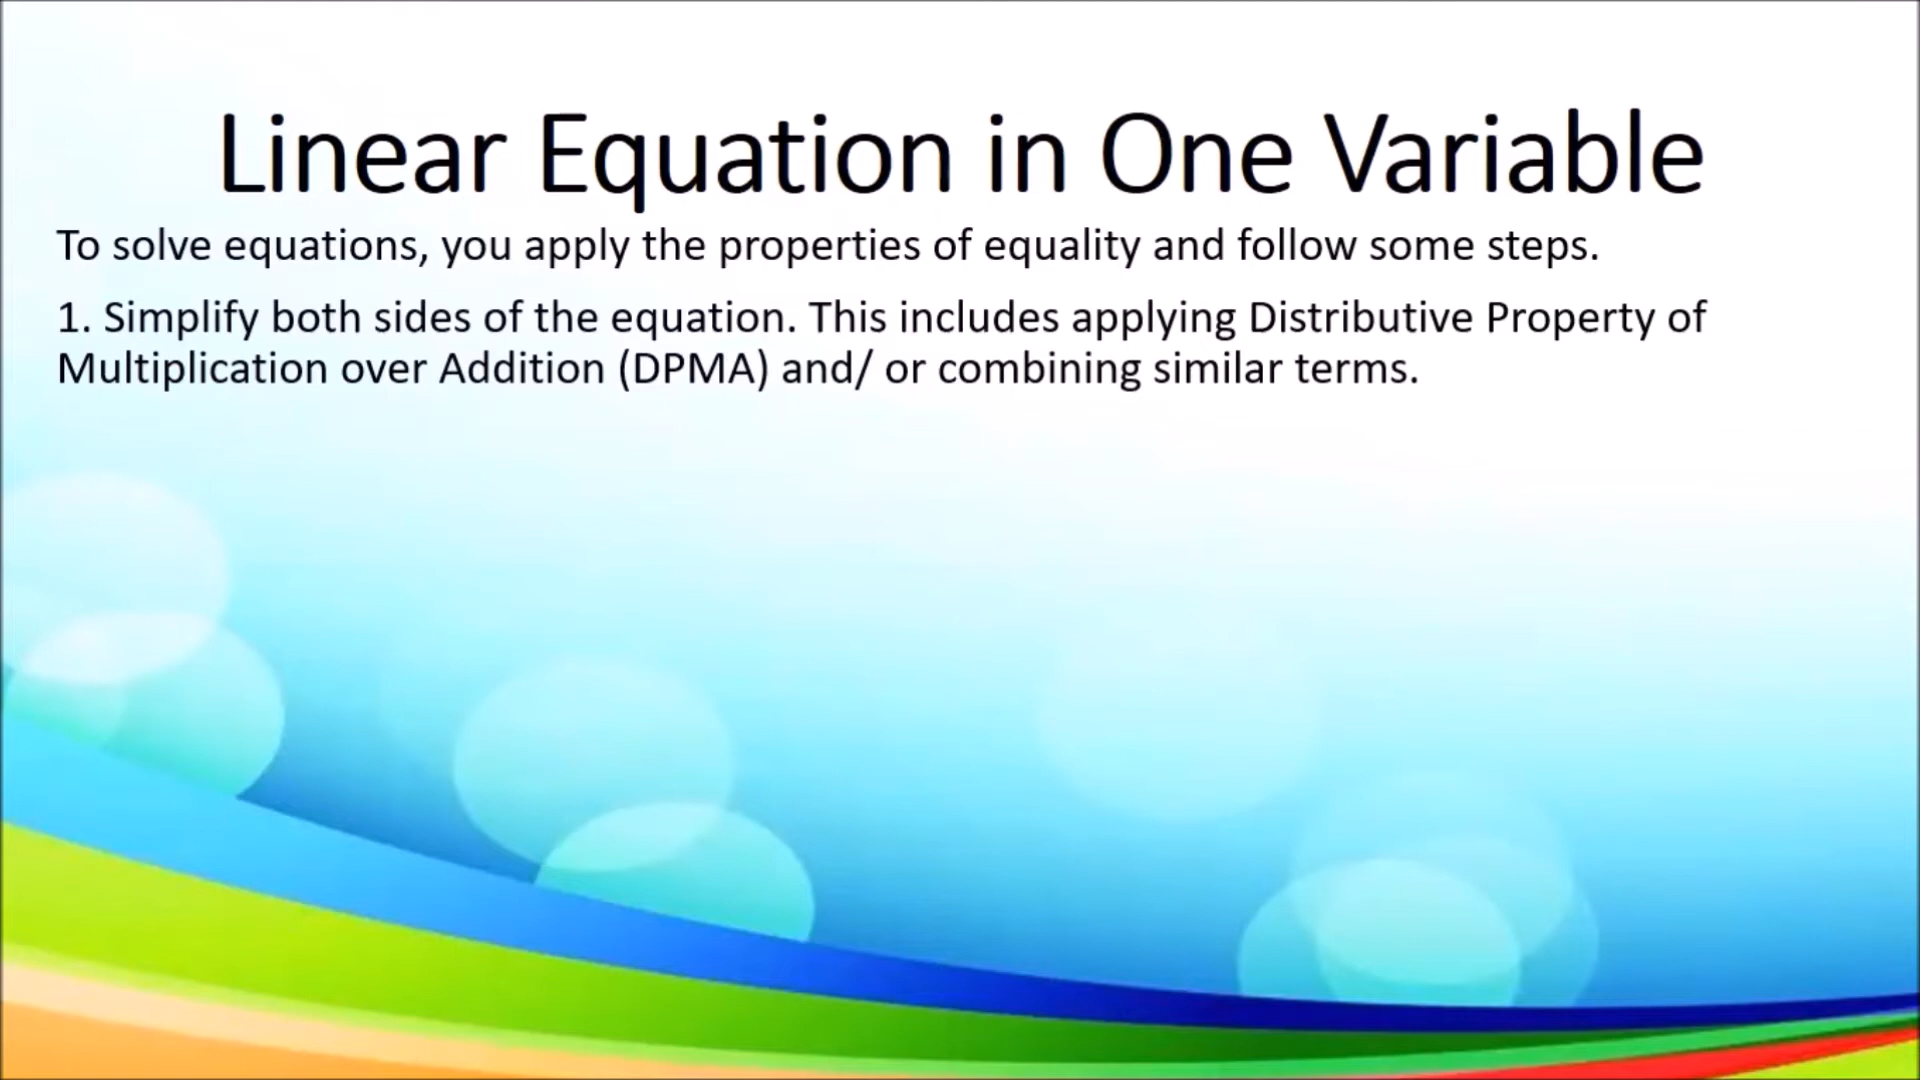 Linear Equation in One Variable
To solve equations, you apply the properties of equality and follow some steps.
1. Simplify both sides of the equation. This includes applying Distributive Property of
Multiplication over Addition (DPMA) and/ or combining similar terms.